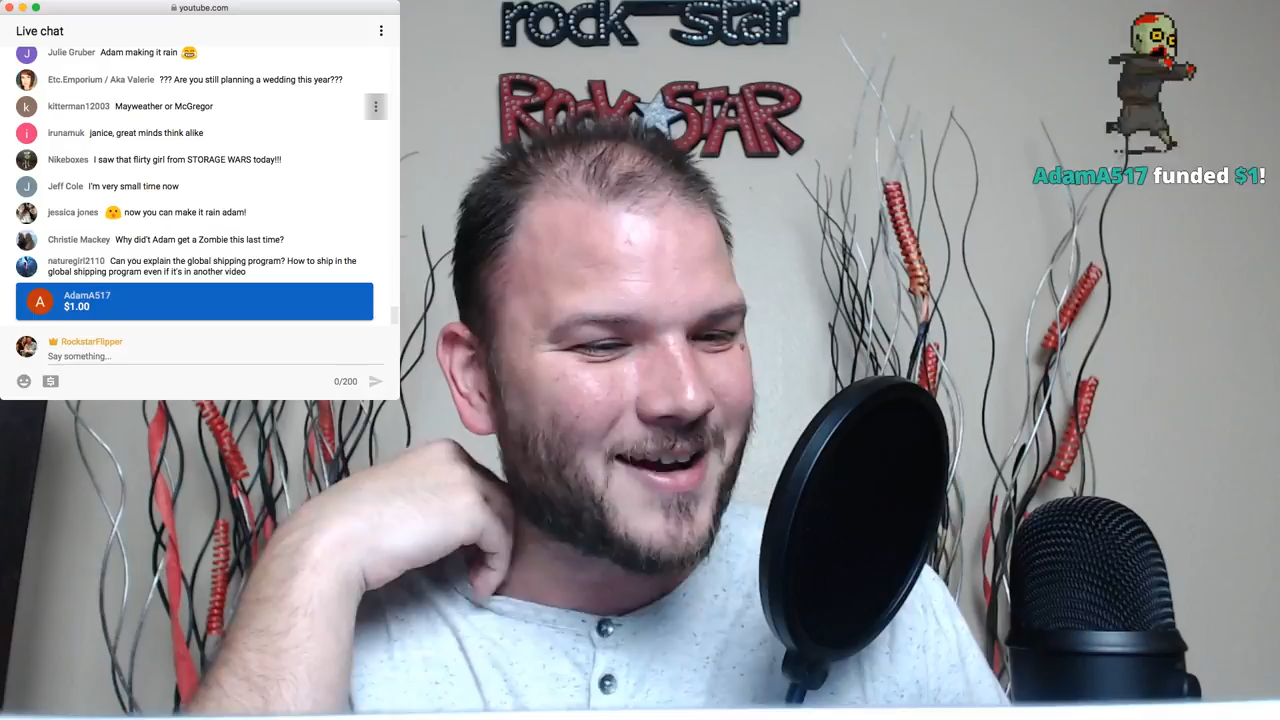 youtube.com
Live chat
J Julie Gruber Adam making it rain
Etc.Emporium / Aka Valerie ??? Are you still planning a wedding this year???
k kitterman12003 Mayweather or McGregor
i irunamuk janice, great minds think alike
Nikeboxes I saw that flirty girl from STORAGE WARS today!!!
J Jeff Cole I'm very small time now
jessica jones now you can make it rain adam!
Christie Mackey Why did't Adam get a Zombie this last time?
naturegirl2110 Can you explain the global shipping program? How to ship in the
global shipping program even if it's in another video
A AdamA517
$1.00
RockstarFlipper
Say something...
0/200
rock star
ROCK STAR
AdamA517 funded $1!